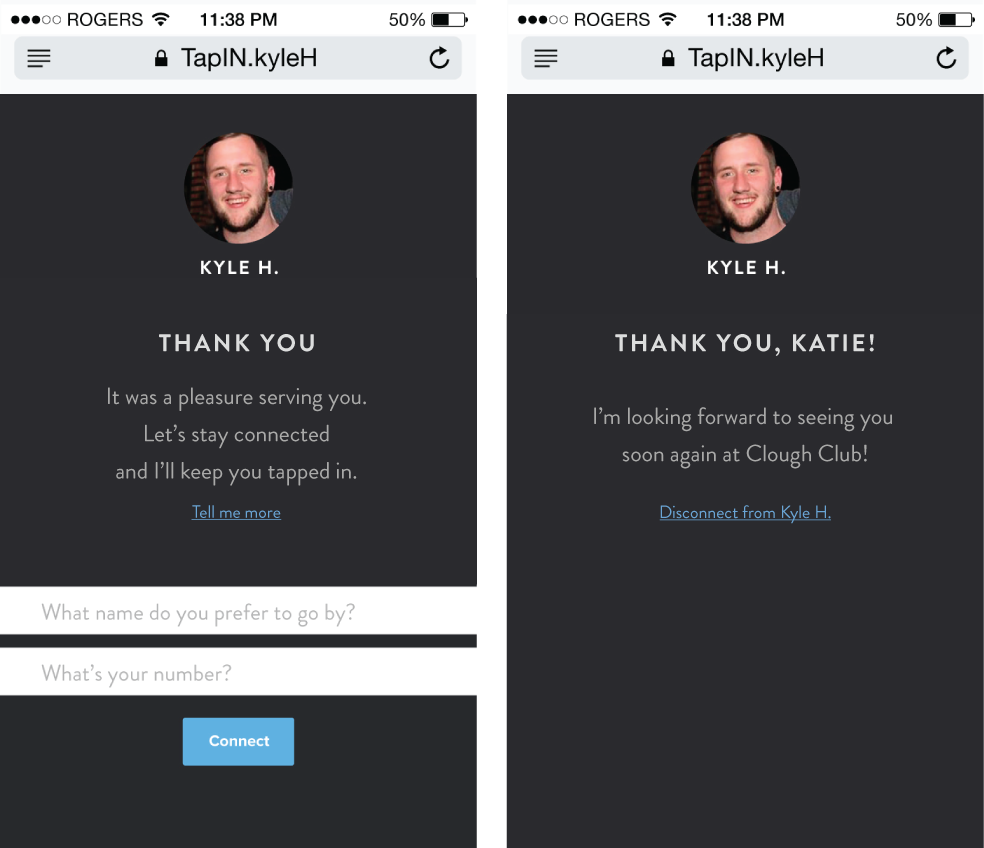 ROGERS 11:38 PM 50%
TapIN.kyleH
KYLE H.
THANK YOU
It was a pleasure serving you.
Let’s stay connected
and I’ll keep you tapped in.
Tell me more
What name do you prefer to go by?
What’s your number?
Connect
ROGERS 11:38 PM 50%
TapIN.kyleH
KYLE H.
THANK YOU, KATIE!
I’m looking forward to seeing you
soon again at Clough Club!
Disconnect from Kyle H.